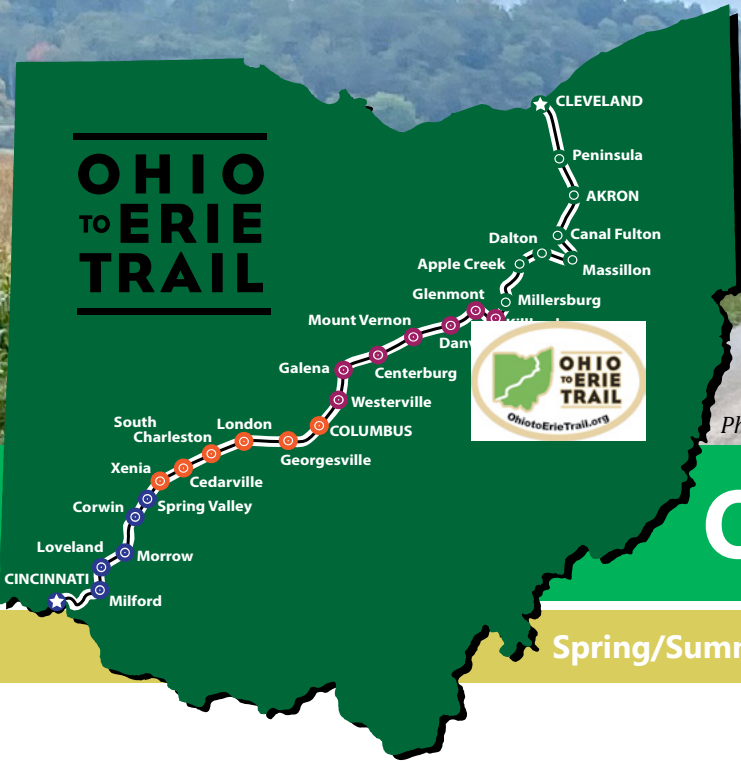 CLEVELAND
Peninsula
AKRON
Canal Fulton
Dalton
Massillon
Apple Creek
Glenmont
Millersburg
Mount Vernon
Galena
Centerburg
Westerville
South
Charleston
London
COLUMBUS
Georgesville
Xenia
Cedarville
Corwin
Spring Valley
Loveland
Morrow
CINCINNATI
Milford
OHIO
TO ERIE
TRAIL
OHIO
TO ERIE
TRAIL
OhiotoErieTrail.org
Ph
C
Spring/Summ